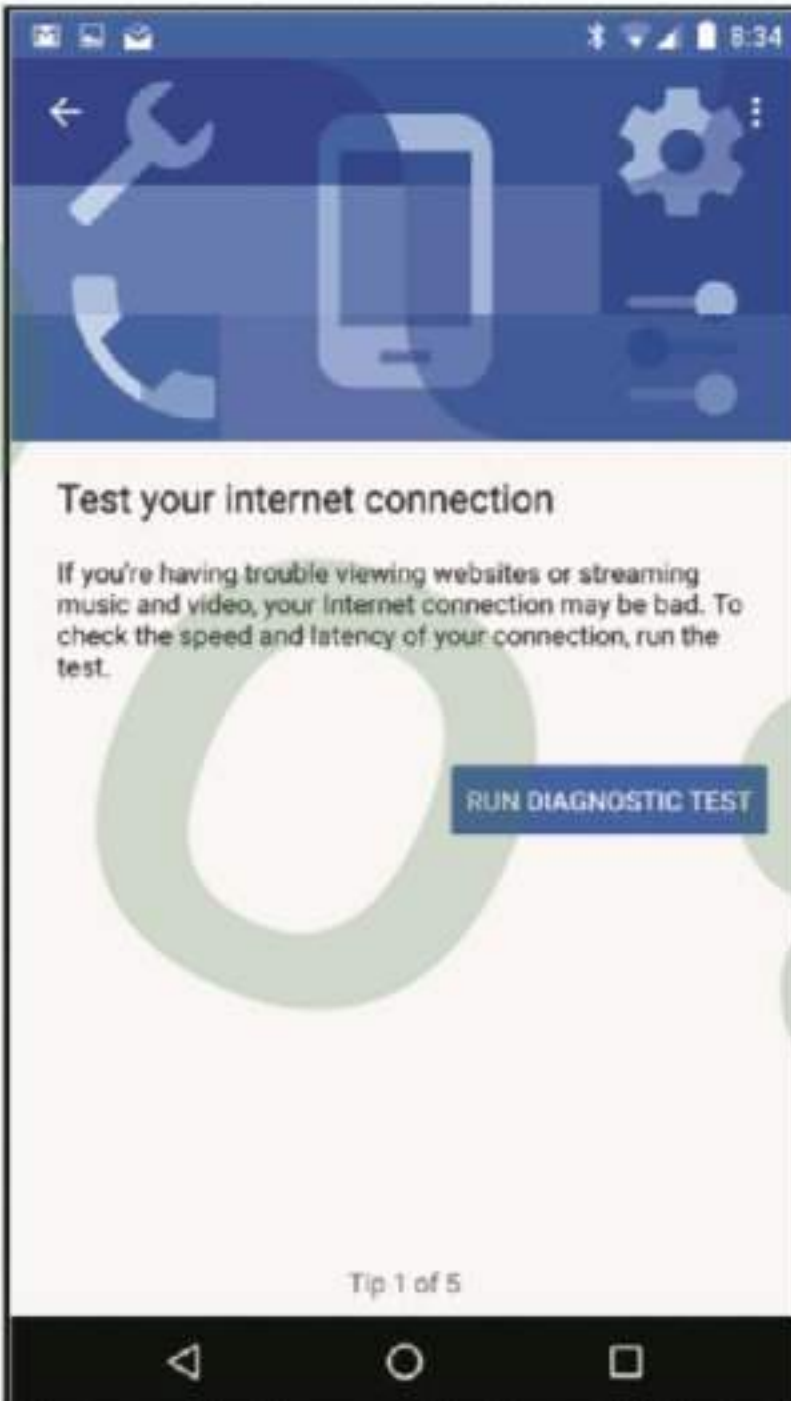 8:34
Test your internet connection
If you're having trouble viewing websites or streaming
music and video, your Internet connection may be bad. To
check the speed and latency of your connection, run the
test.
RUN DIAGNOSTIC TEST
Tip 1 of 5